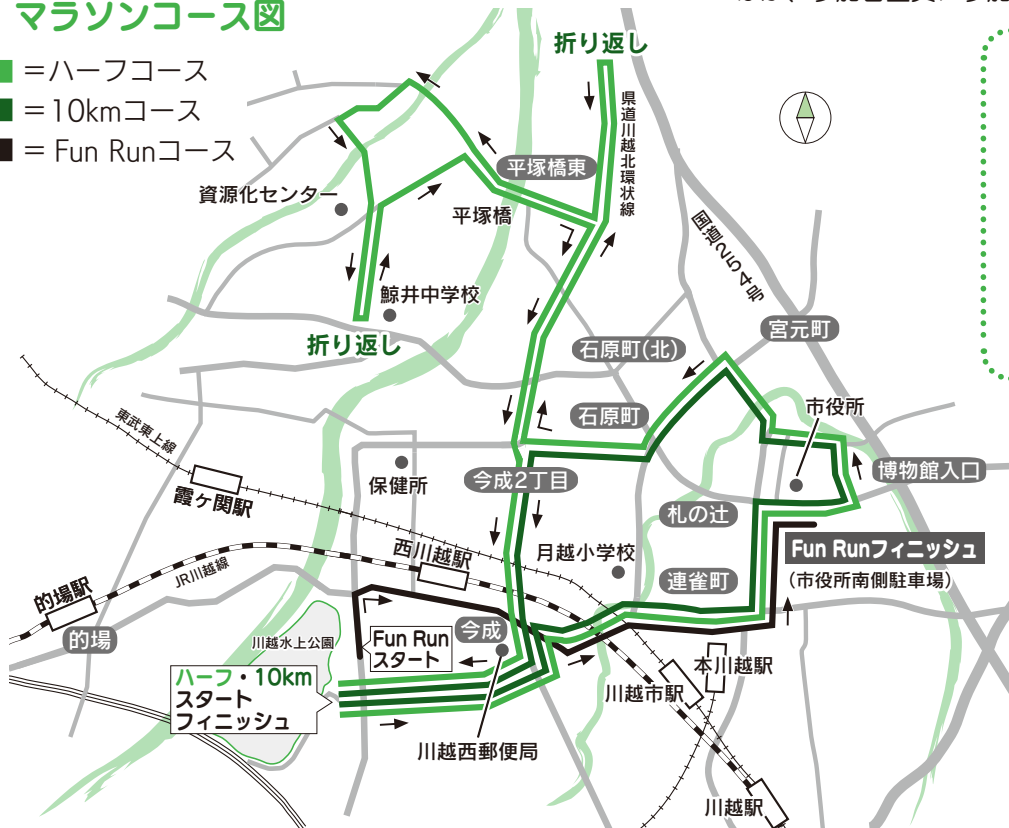 マラソンコース図
=ハーフコース
=10kmコース
= Fun Runコース
折り返し
県道川越北環状線
平塚橋東
資源化センター
平塚橋
国道254号
鯨井中学校
折り返し
宮元町
石原町(北)
石原町
市役所
東武東上線
霞ヶ関駅
保健所
今成2丁目
博物館入口
札の辻
西川越駅
月越小学校
Fun Runフィニッシュ
(市役所南側駐車場)
連雀町
JR川越線
的場駅
的場
川越水上公園
Fun Run
スタート
今成
ハーフ・10km
スタート
フィニッシュ
本川越駅
川越市駅
川越西郵便局
川越駅